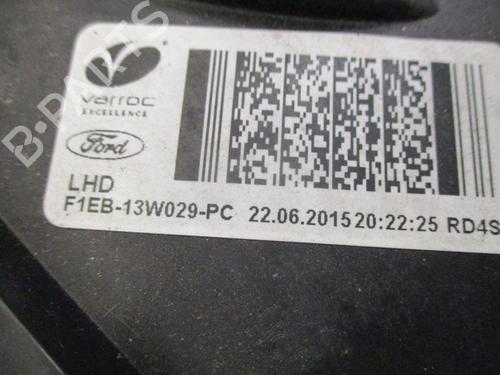 varroc
EXCELLENCE
Ford
LHD
F1EB-13W029-PC 22.06.2015 20:22:25 RD4S
B-PARTS